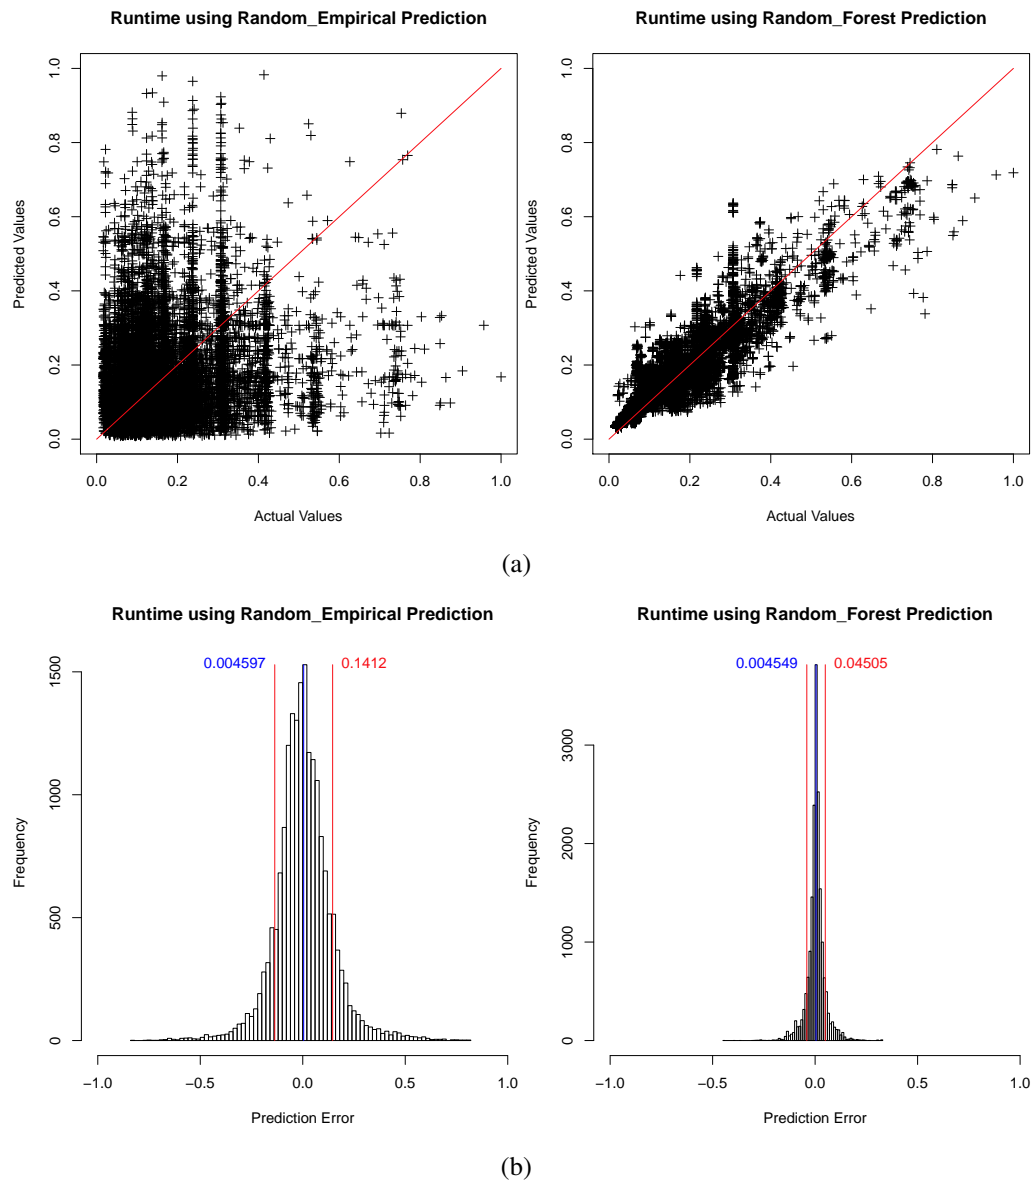 Runtime using Random_Empirical Prediction
Runtime using Random_Forest Prediction
Predicted Values
0.0 0.2 0.4 0.6 0.8 1.0
0.0 0.2 0.4 0.6 0.8 1.0
Actual Values
Predicted Values
0.0 0.2 0.4 0.6 0.8 1.0
0.0 0.2 0.4 0.6 0.8 1.0
Actual Values
(a)
Runtime using Random_Empirical Prediction
Runtime using Random_Forest Prediction
0.004597 0.1412
Frequency
0 500 1000 1500
−1.0 −0.5 0.0 0.5 1.0
Prediction Error
0.004549 0.04505
Frequency
0 1000 2000 3000
−1.0 −0.5 0.0 0.5 1.0
Prediction Error
(b)